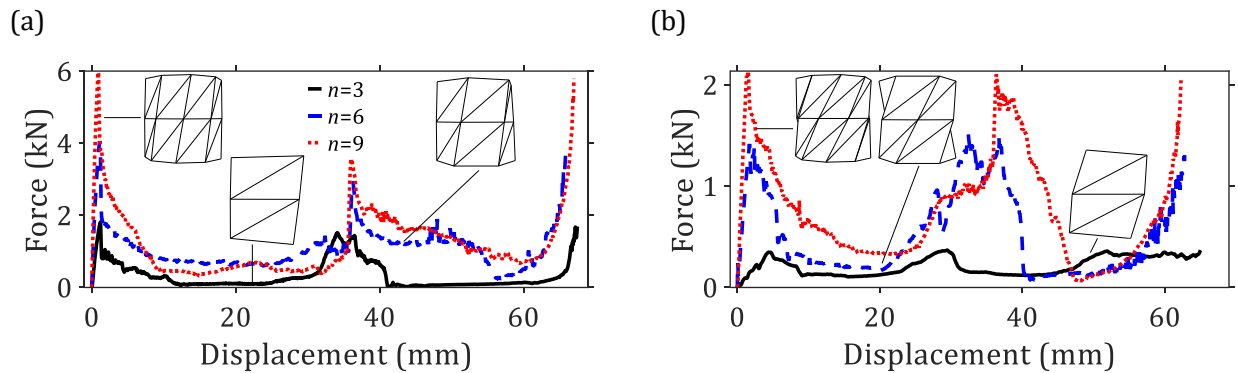 (a)
6
4
2
0
Force (kN)
n=3
n=6
n=9
0 20 40 60
Displacement (mm)
(b)
2
1
0
Force (kN)
0 20 40 60
Displacement (mm)